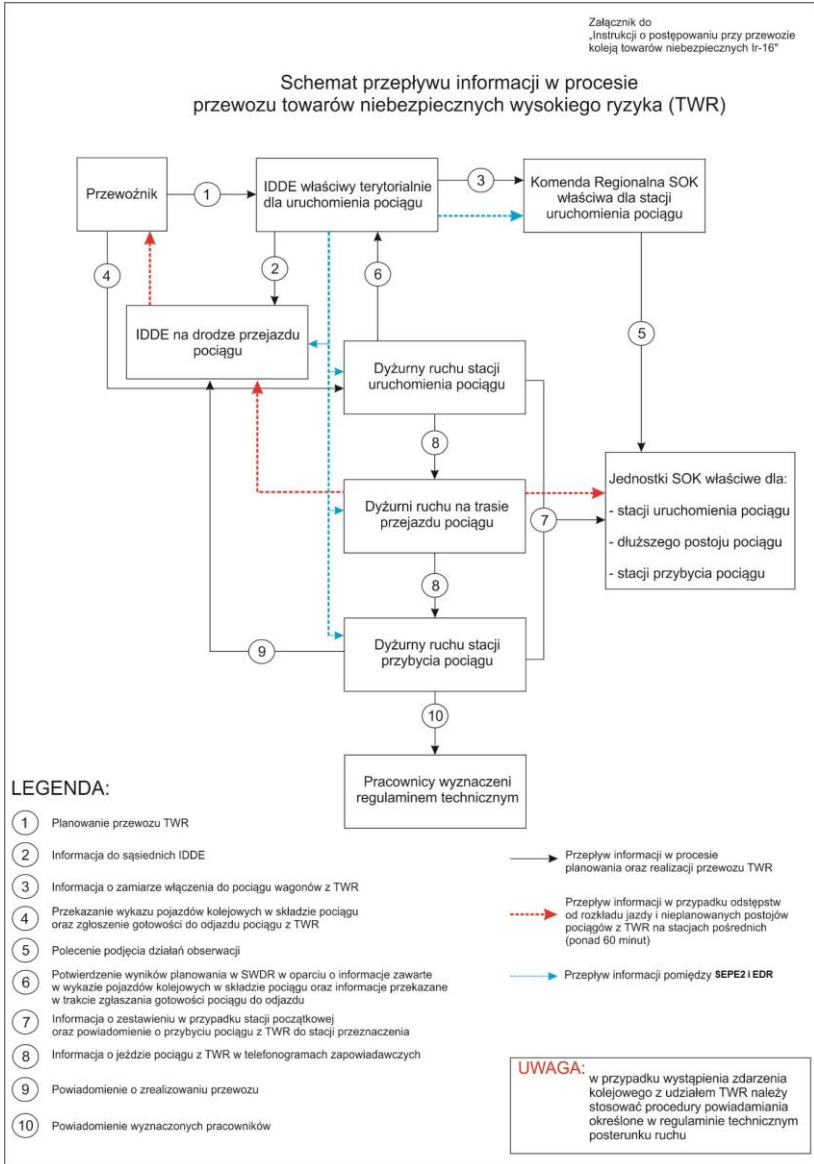 Załącznik do
„Instrukcji o postępowaniu przy przewozie
koleją towarów niebezpiecznych Ir-16"
Schemat przepływu informacji w procesie
przewozu towarów niebezpiecznych wysokiego ryzyka (TWR)
Przewoźnik
1
IDDE właściwy terytorialnie
dla uruchomienia pociągu
3
Komenda Regionalna SOK
właściwa dla stacji
uruchomienia pociągu
4
2
6
5
IDDE na drodze przejazdu
pociągu
Dyżurny ruchu stacji
uruchomienia pociągu
8
Dyżurni ruchu na trasie
przejazdu pociągu
7
Jednostki SOK właściwe dla:
- stacji uruchomienia pociągu
- dłuższego postoju pociągu
- stacji przybycia pociągu
8
9
Dyżurny ruchu stacji
przybycia pociągu
10
Pracownicy wyznaczeni
regulaminem technicznym
LEGENDA:
1 Planowanie przewozu TWR
2 Informacja do sąsiednich IDDE
3 Informacja o zamiarze włączenia do pociągu wagonów z TWR
4 Przekazanie wykazu pojazdów kolejowych w składzie pociągu
oraz zgłoszenie gotowości do odjazdu pociągu z TWR
5 Polecenie podjęcia działań obserwacji
6 Potwierdzenie wyników planowania w SWDR w oparciu o informacje zawarte
w wykazie pojazdów kolejowych w składzie pociągu oraz informacje przekazane
w trakcie zgłaszania gotowości pociągu do odjazdu
7 Informacja o zestawieniu w przypadku stacji początkowej
oraz powiadomienie o przybyciu pociągu z TWR do stacji przeznaczenia
8 Informacja o jeździe pociągu z TWR w telefonogramach zapowiadawczych
9 Powiadomienie o zrealizowaniu przewozu
10 Powiadomienie wyznaczonych pracowników
Przepływ informacji w procesie
planowania oraz realizacji przewozu TWR
Przepływ informacji w przypadku odstępstw
od rozkładu jazdy i nieplanowanych postojów
pociągów z TWR na stacjach pośrednich
(ponad 60 minut)
Przepływ informacji pomiędzy SEPE2 i EDR
UWAGA:
w przypadku wystąpienia zdarzenia
kolejowego z udziałem TWR należy
stosować procedury powiadamiania
określone w regulaminie technicznym
posterunku ruchu